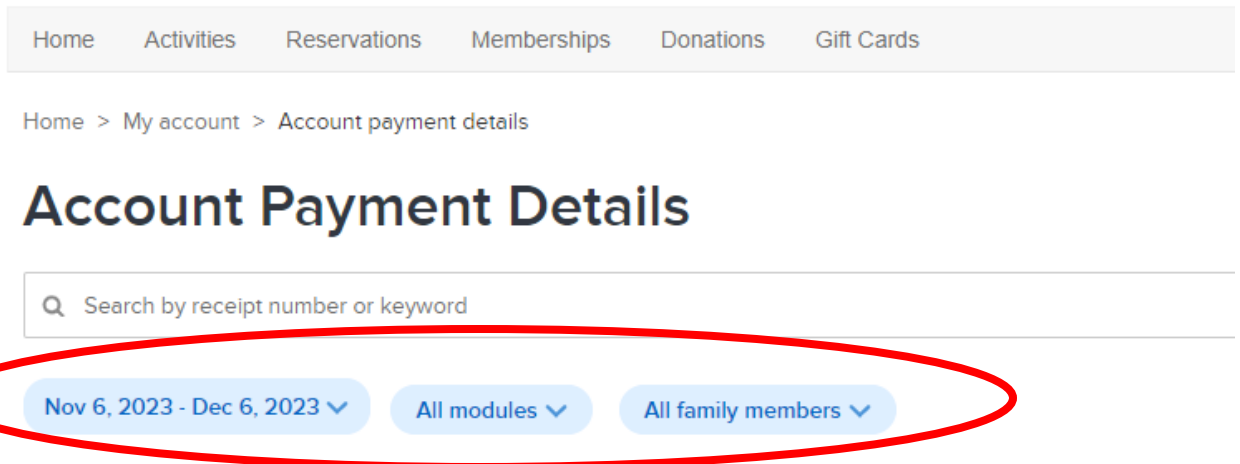 Home Activities Reservations Memberships Donations Gift Cards
Home > My account > Account payment details
Account Payment Details
Search by receipt number or keyword
Nov 6, 2023 - Dec 6, 2023 All modules All family members